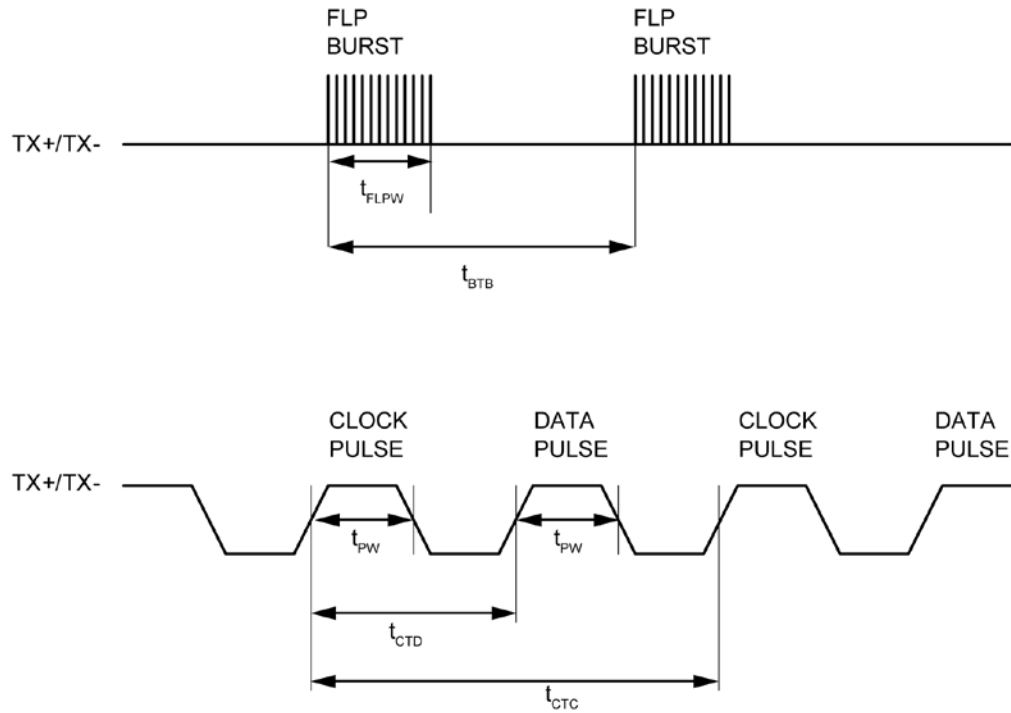 FLP FLP
BURST BURST
TX+/TX-
tFLPW
tBTB
CLOCK DATA CLOCK DATA
PULSE PULSE PULSE PULSE
TX+/TX-
tPW tPW
tCTD
tCTC